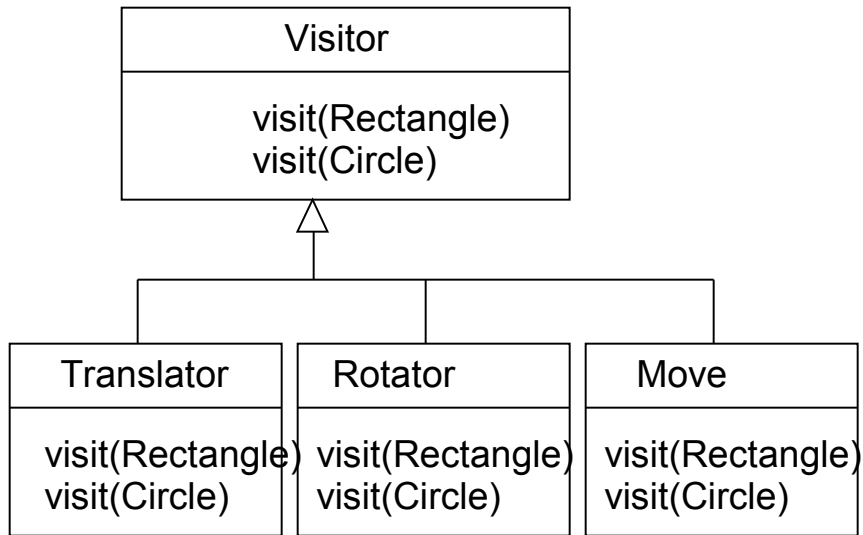 Visitor
visit(Rectangle)
visit(Circle)
Translator
visit(Rectangle)
visit(Circle)
Rotator
visit(Rectangle)
visit(Circle)
Move
visit(Rectangle)
visit(Circle)